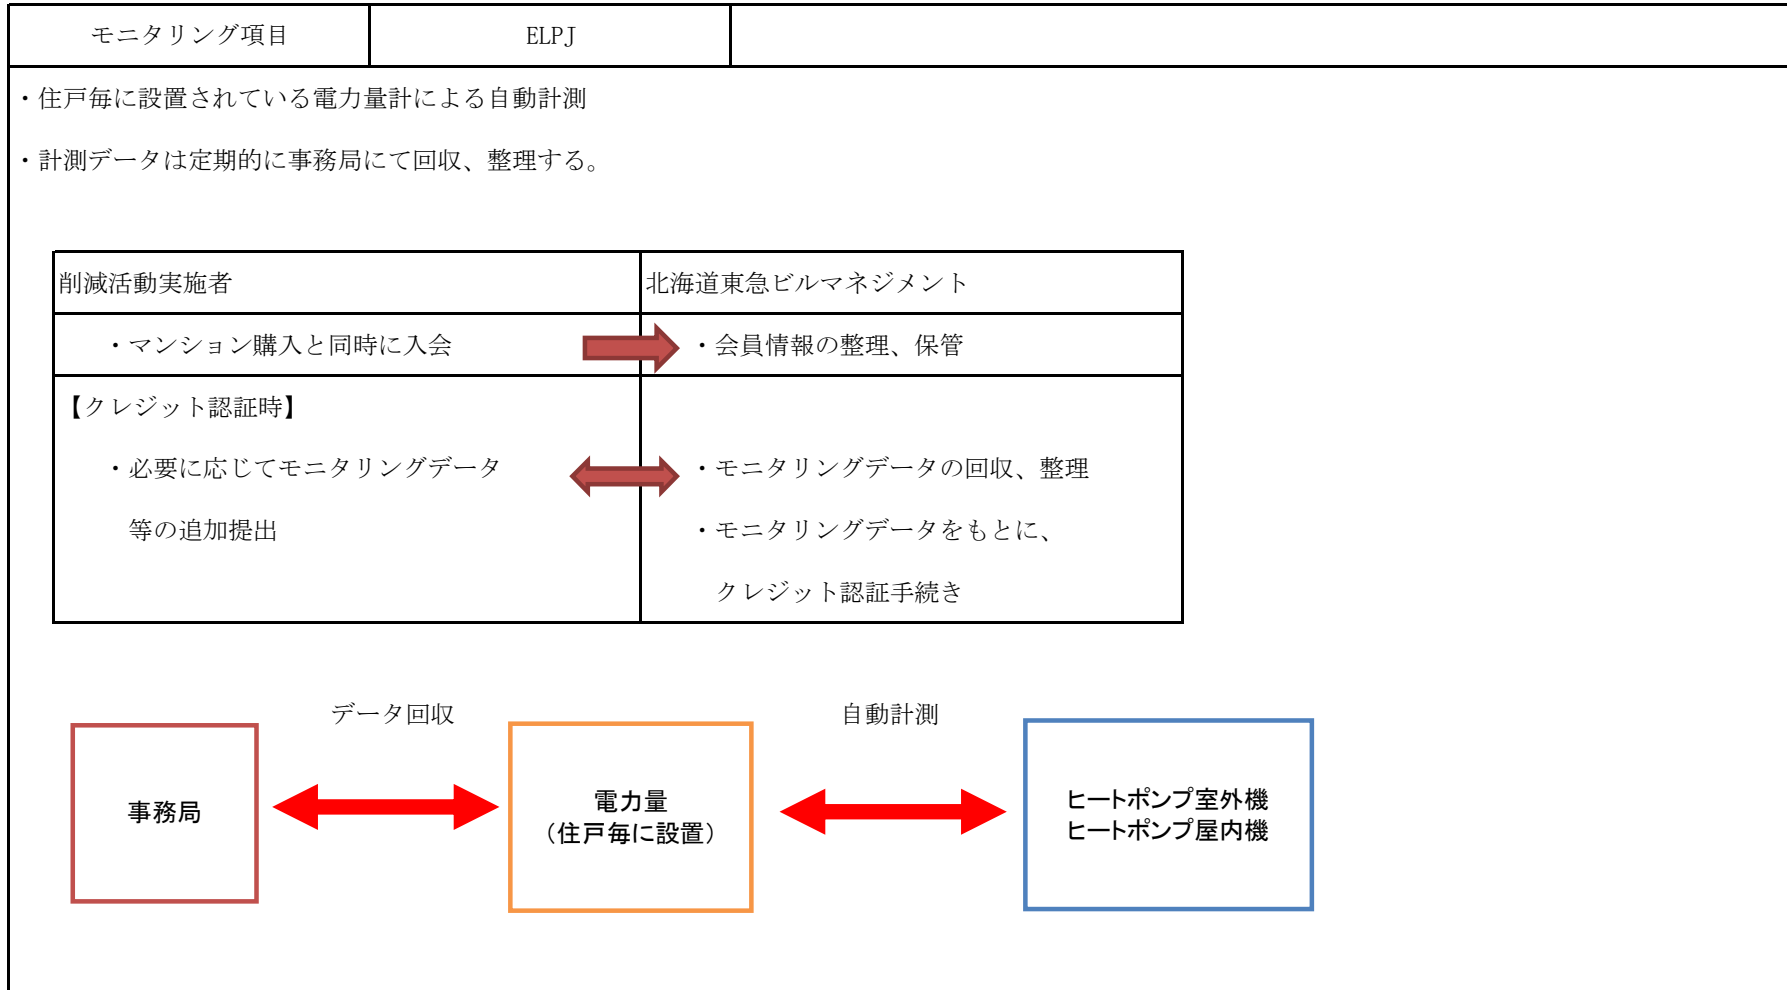 モニタリング項目 ELPJ
・住戸毎に設置されている電力量計による自動計測
・計測データは定期的に事務局にて回収、整理する。
削減活動実施者 北海道東急ビルマネジメント
・マンション購入と同時に入会 ・会員情報の整理、保管
【クレジット認証時】
・必要に応じてモニタリングデータ ・モニタリングデータの回収、整理
等の追加提出 ・モニタリングデータをもとに、
クレジット認証手続き
データ回収 自動計測
事務局
電力量
（住戸毎に設置）
ヒートポンプ室外機
ヒートポンプ屋内機